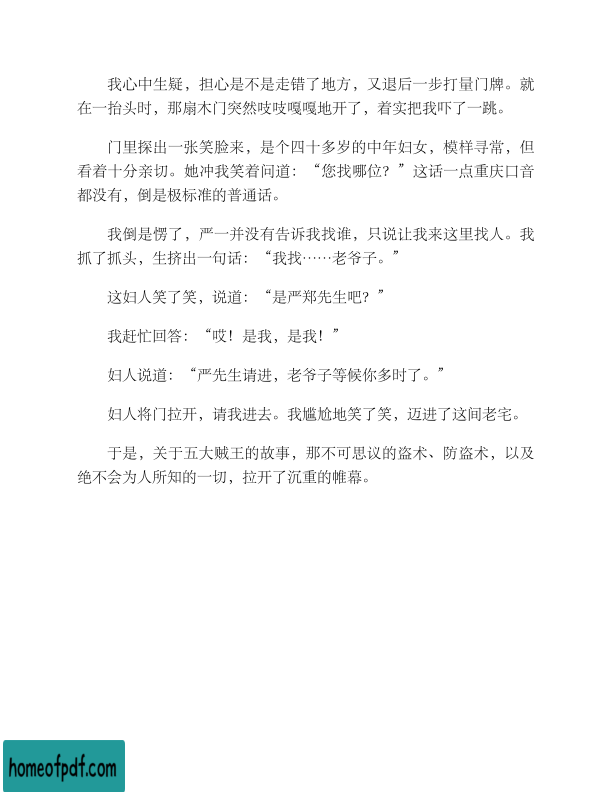 我心中生疑，担心是不是走错了地方，又退后一步打量门牌。就
在一抬头时，那扇木门突然吱吱嘎嘎地开了，着实把我吓了一跳。
门里探出一张笑脸来，是个四十多岁的中年妇女，模样寻常，但
看着十分亲切。她冲我笑着问道：“您找哪位？”这话一点重庆口音
都没有，倒是极标准的普通话。
我倒是愣了，严一并没有告诉我找谁，只说让我来这里找人。我
抓了抓头，生挤出一句话：“我找……老爷子。”
这妇人笑了笑，说道：“是严郑先生吧？”
我赶忙回答：“哎！是我，是我！”
妇人说道：“严先生请进，老爷子等候你多时了。”
妇人将门拉开，请我进去。我尴尬地笑了笑，迈进了这间老宅。
于是，关于五大贼王的故事，那不可思议的盗术、防盗术，以及
绝不会为人所知的一切，拉开了沉重的帷幕。
homeofpdf.com